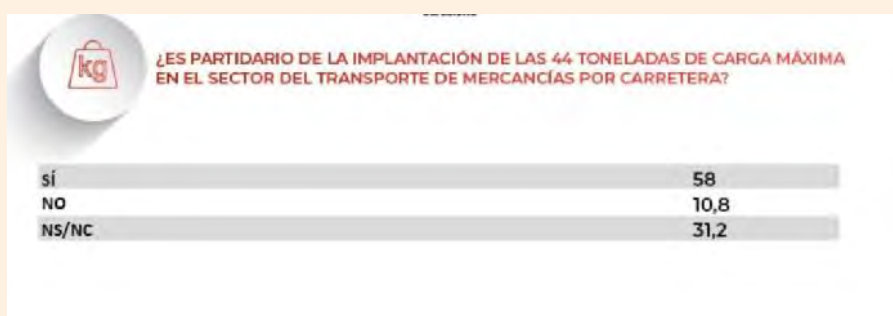 kg
¿ES PARTIDARIO DE LA IMPLANTACIÓN DE LAS 44 TONELADAS DE CARGA MÁXIMA
EN EL SECTOR DEL TRANSPORTE DE MERCANCÍAS POR CARRETERA?
SÍ 58
NO 10,8
NS/NC 31,2